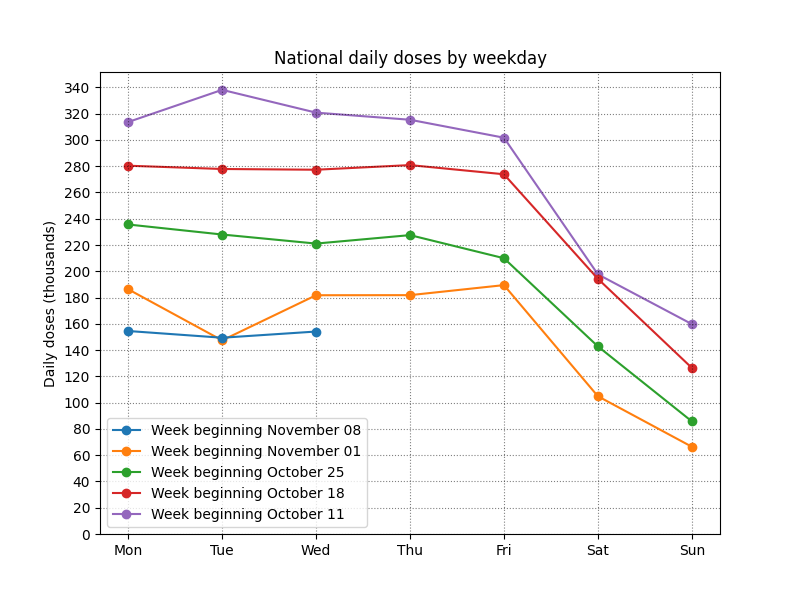 National daily doses by weekday
Daily doses (thousands)
340
320
300
280
260
240
220
200
180
160
140
120
100
80
60
40
20
0
Week beginning November 08
Week beginning November 01
Week beginning October 25
Week beginning October 18
Week beginning October 11
Mon Tue Wed Thu Fri Sat Sun